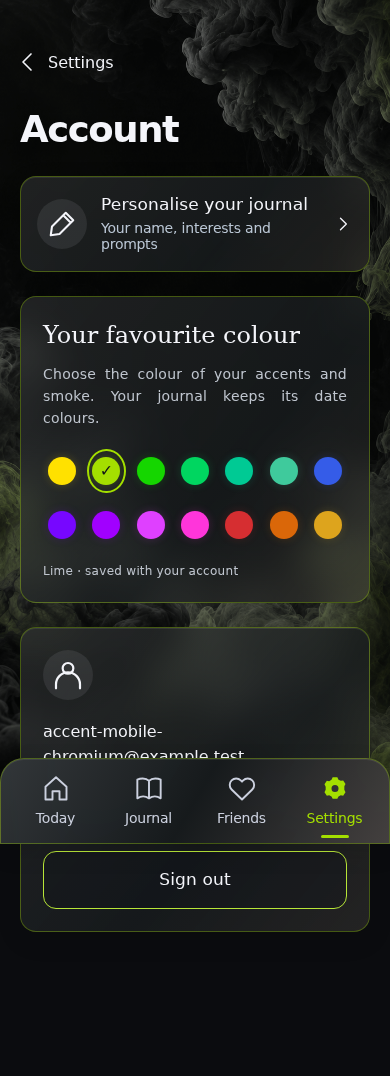 Settings
Account
Personalise your journal
Your name, interests and
prompts
Your favourite colour
Choose the colour of your accents and
smoke. Your journal keeps its date
colours.
✓
Lime · saved with your account
accent-mobile-
chromium@example.test
Today
Journal
Friends
Settings
Sign out